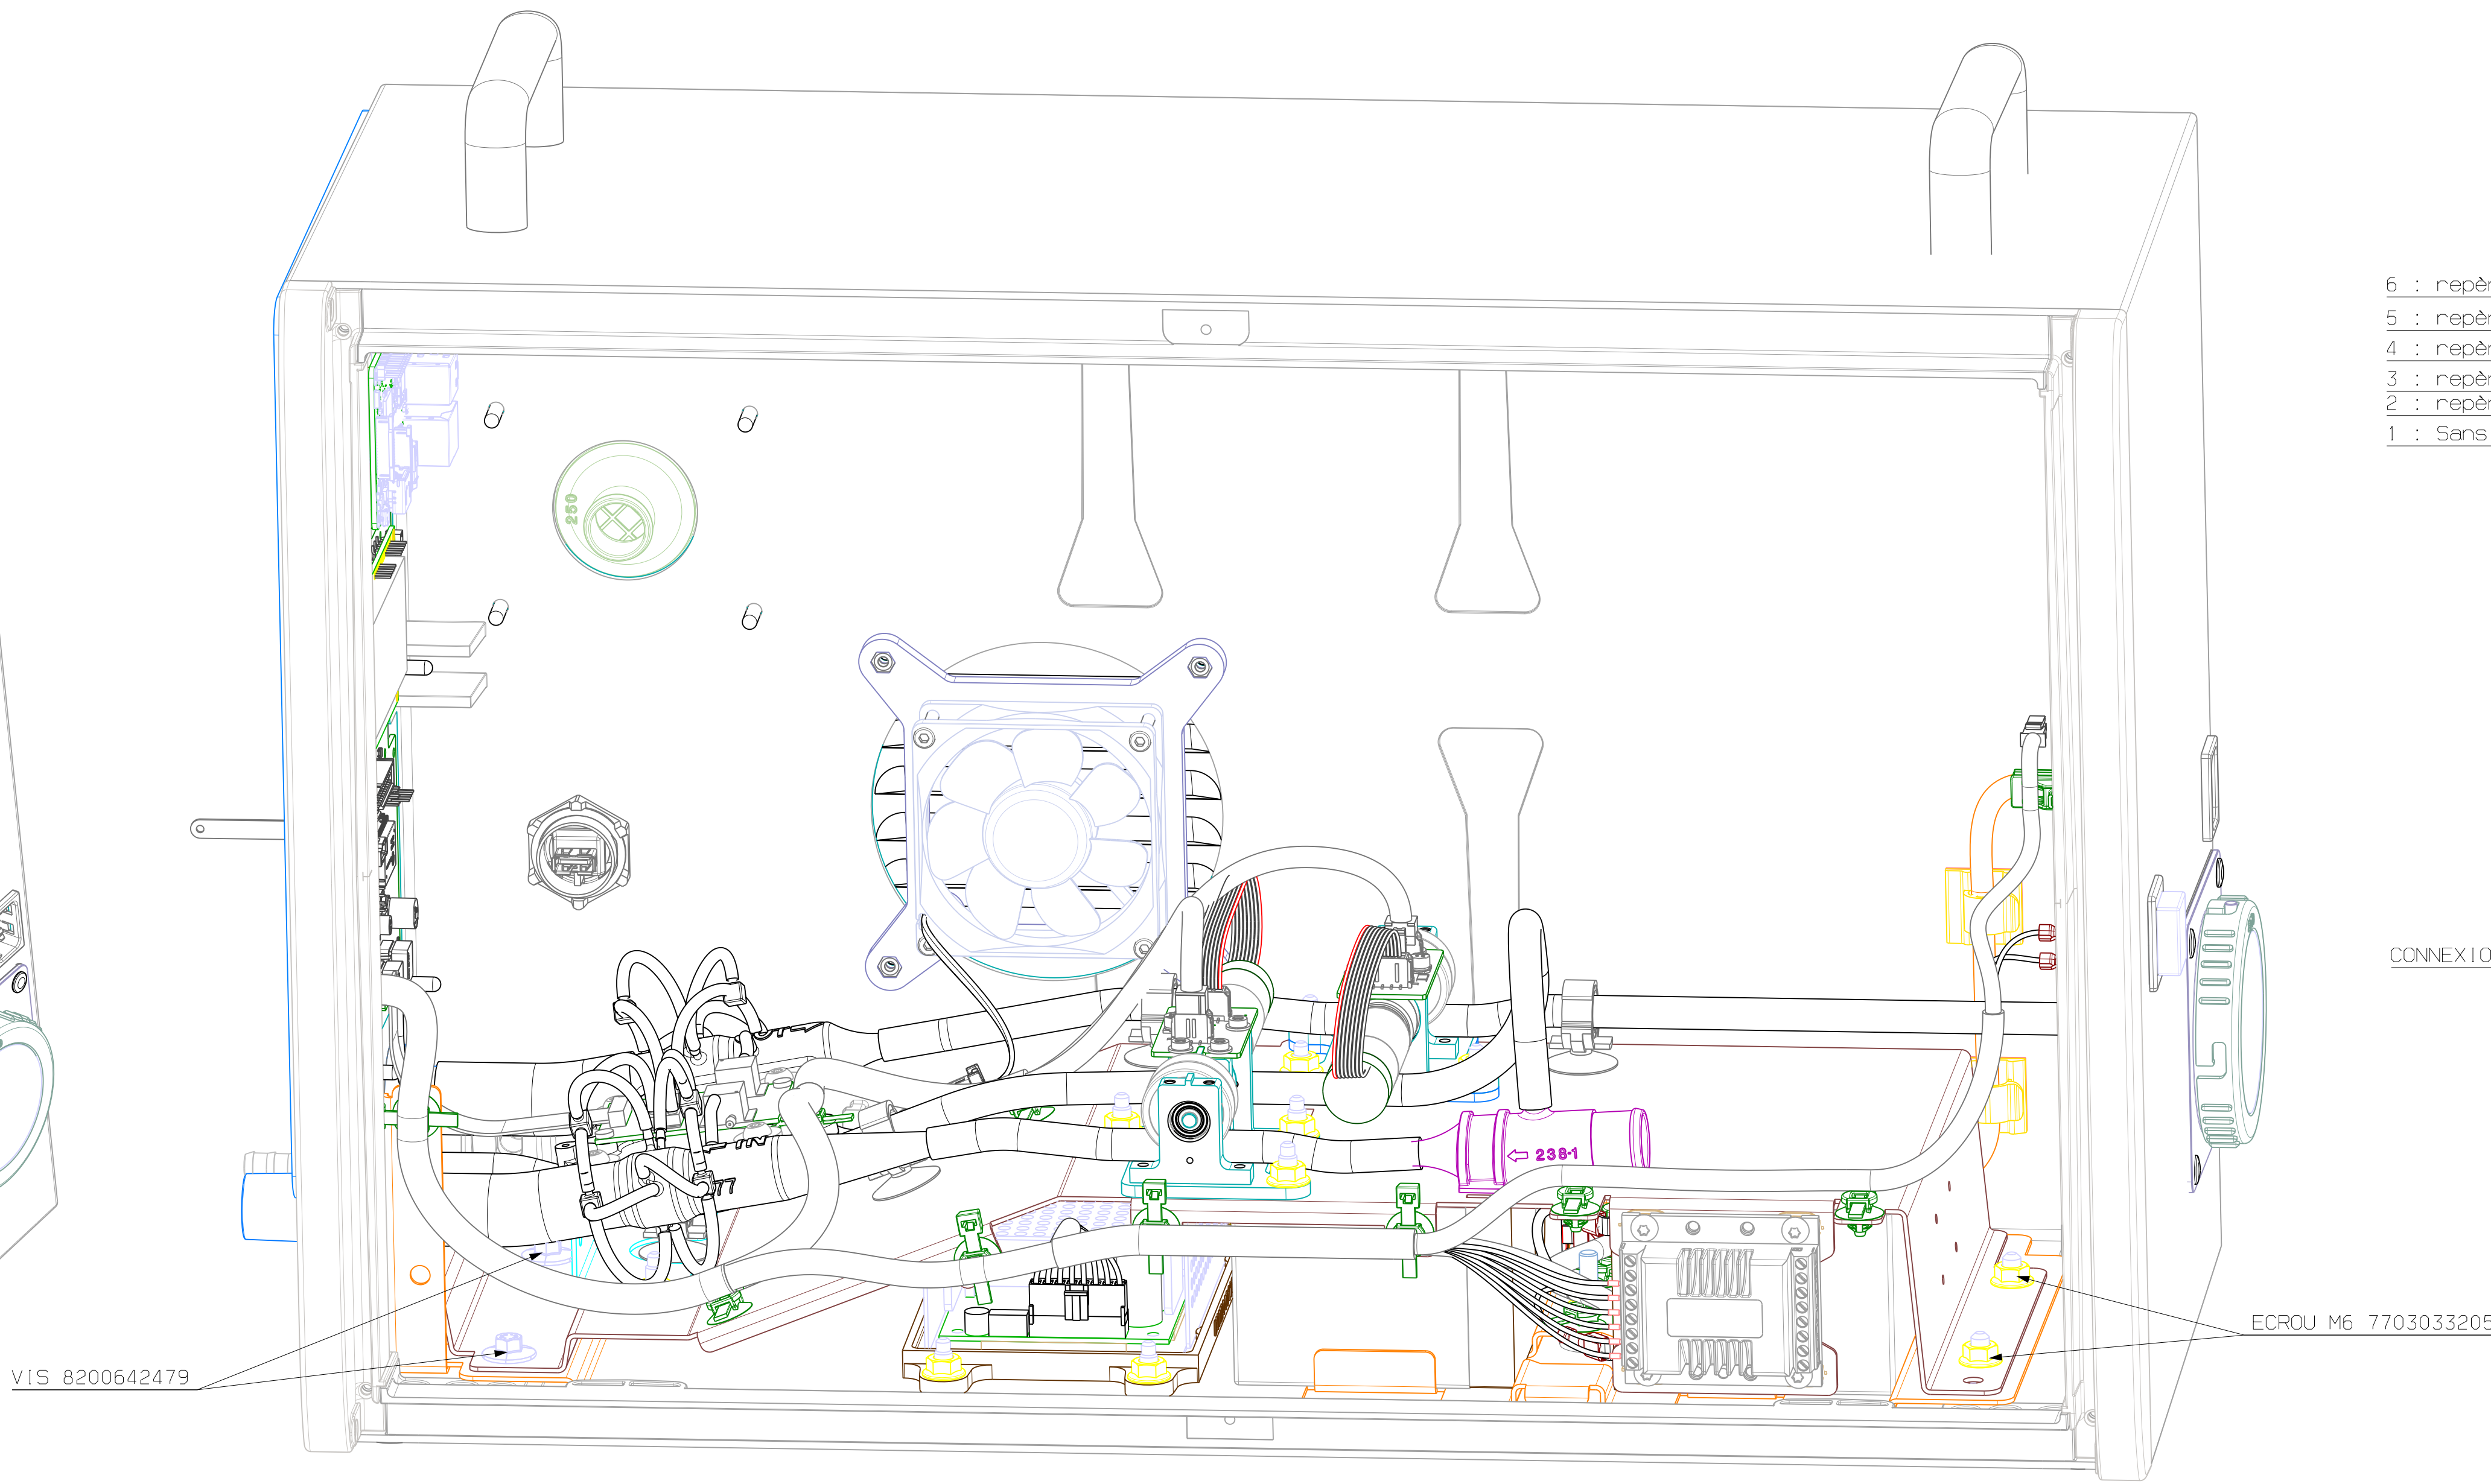 6 : repèr
5 : repèr
4 : repèr
3 : repèr
2 : repèr
1 : Sans
250
CONNEXIO
238-1
77
ECROU M6 7703033205
VIS 8200642479